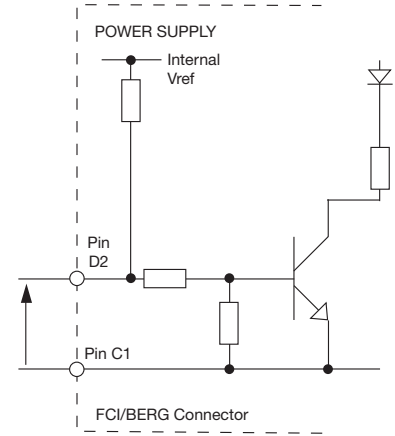 POWER SUPPLY
Internal
Vref
Pin
D2
Pin C1
FCI/BERG Connector